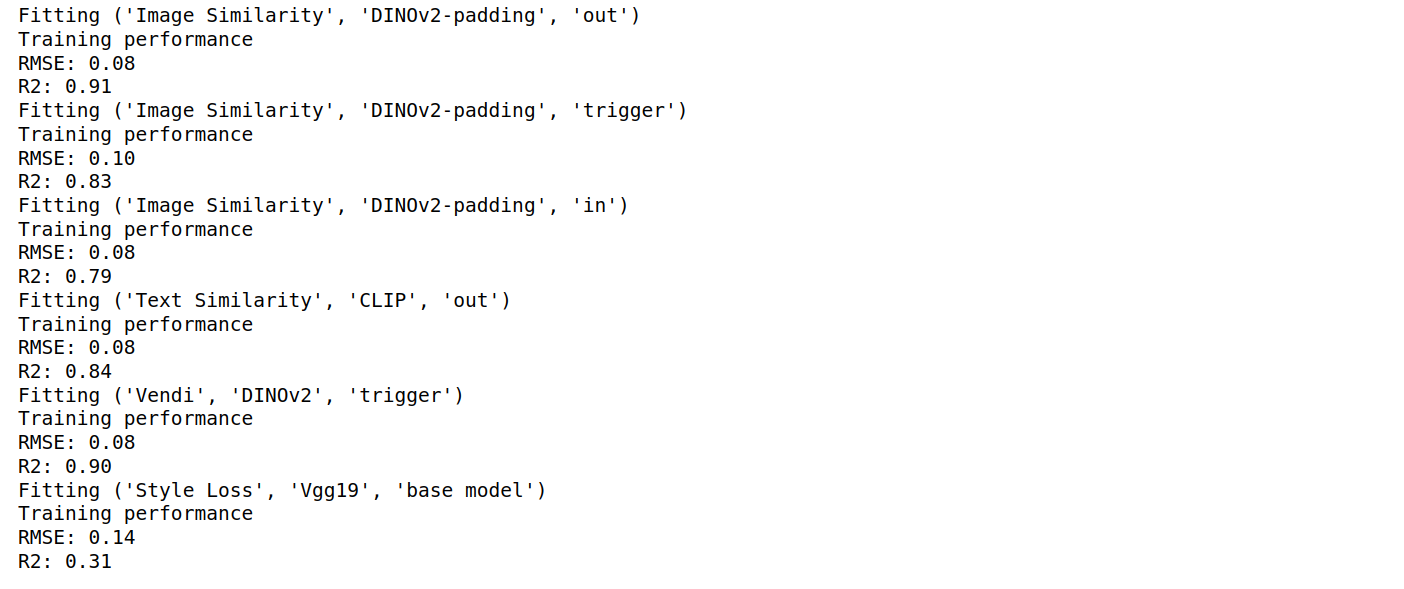 Fitting ('Image Similarity', 'DINOv2-padding', 'out')
Training performance
RMSE: 0.08
R2: 0.91
Fitting ('Image Similarity', 'DINOv2-padding', 'trigger')
Training performance
RMSE: 0.10
R2: 0.83
Fitting ('Image Similarity', 'DINOv2-padding', 'in')
Training performance
RMSE: 0.08
R2: 0.79
Fitting ('Text Similarity', 'CLIP', 'out')
Training performance
RMSE: 0.08
R2: 0.84
Fitting ('Vendi', 'DINOv2', 'trigger')
Training performance
RMSE: 0.08
R2: 0.90
Fitting ('Style Loss', 'Vgg19', 'base model')
Training performance
RMSE: 0.14
R2: 0.31